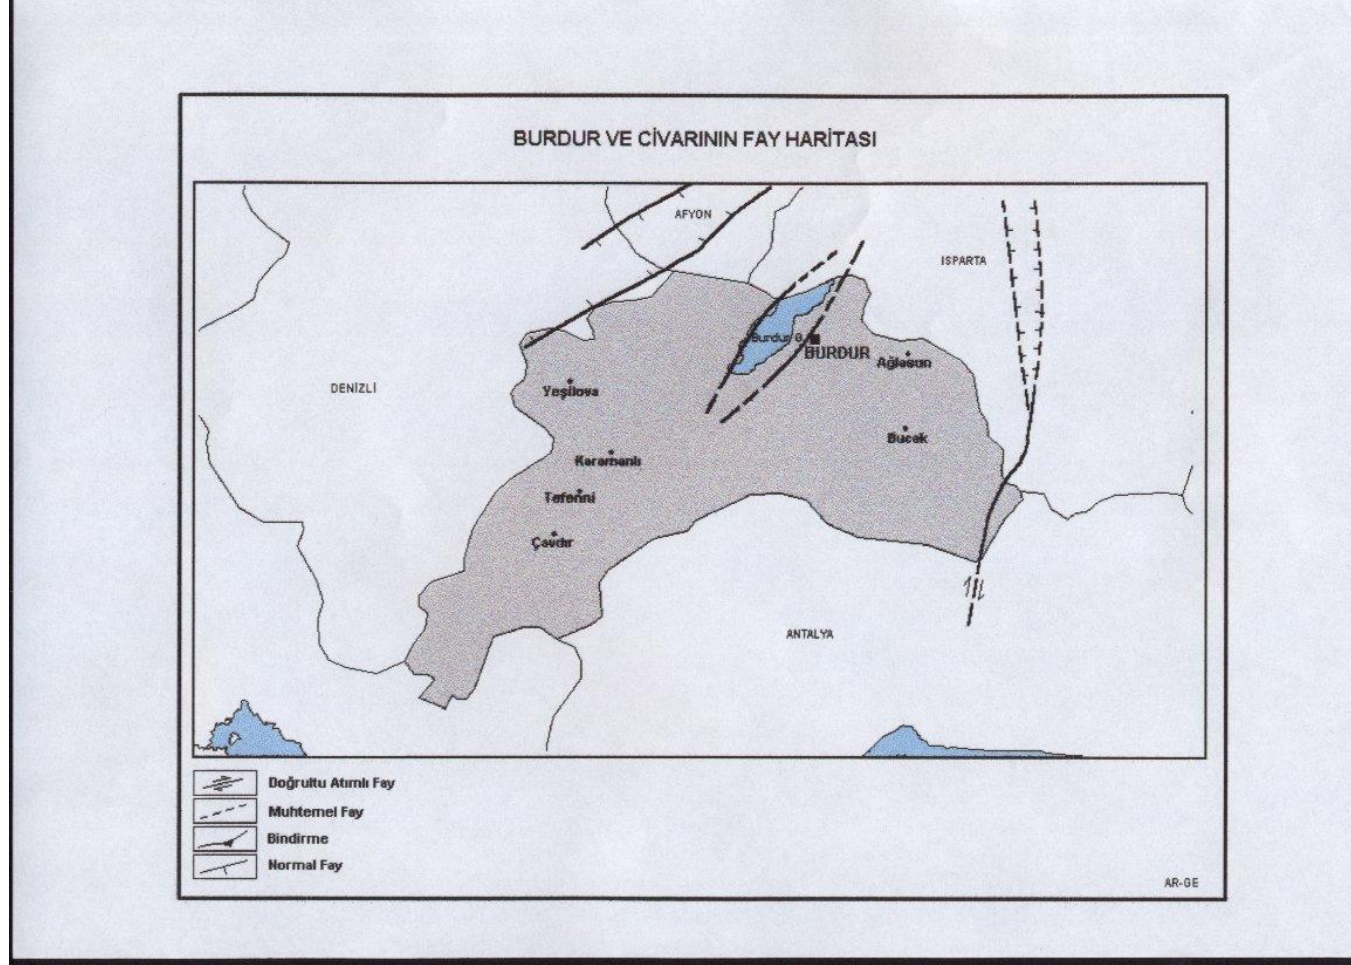 BURDUR VE CİVARININ FAY HARİTASI
AFYON
ISPARTA
Burdur G.
BURDUR
Ağlasun
DENİZLİ
Yeşilova
Bucak
Karamanlı
Tefenni
Çavdır
ANTALYA
Doğrultu Atımlı Fay
Muhtemel Fay
Bindirme
Normal Fay
AR-GE